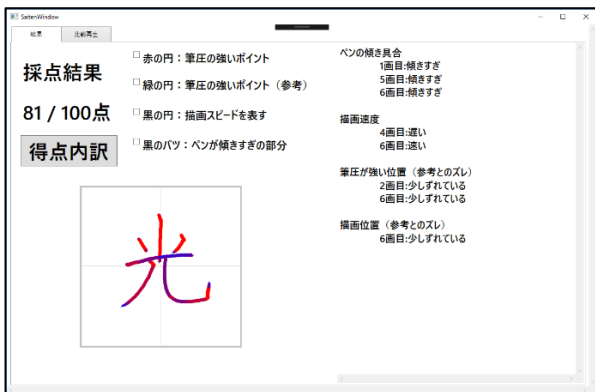 SaitenWindow
結果
比較再生
採点結果
81 / 100点
得点内訳
赤の円：筆圧の強いポイント
緑の円：筆圧の強いポイント（参考）
黒の円：描画スピードを表す
黒のバツ：ペンが傾きすぎの部分
光
ペンの傾き具合
1画目:傾きすぎ
5画目:傾きすぎ
6画目:傾きすぎ
描画速度
4画目:遅い
6画目:速い
筆圧が強い位置（参考とのズレ）
2画目:少しずれている
6画目:少しずれている
描画位置（参考とのズレ）
6画目:少しずれている